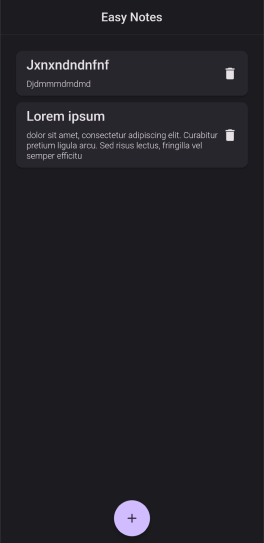 Easy Notes
Jxnxndndnfnf
Djdmmmdmdmd
Lorem ipsum
dolor sit amet, consectetur adipiscing elit. Curabitur
pretium ligula arcu. Sed risus lectus, fringilla vel
semper efficitu